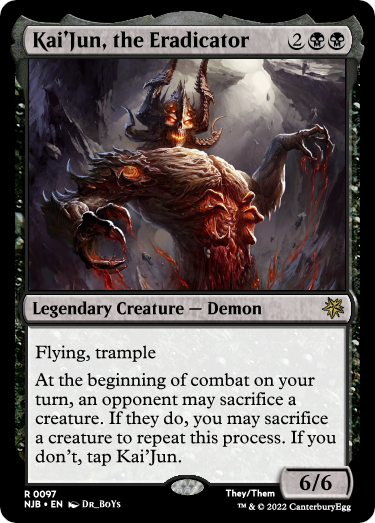 Kai'Jun, the Eradicator 2
Legendary Creature — Demon
Flying, trample
At the beginning of combat on your
turn, an opponent may sacrifice a
creature. If they do, you may sacrifice
a creature to repeat this process. If you
don't, tap Kai'Jun.
6/6
R 0097
They/Them
NJB • EN Dr_BoYs
™ & © 2022 CanterburyEgg